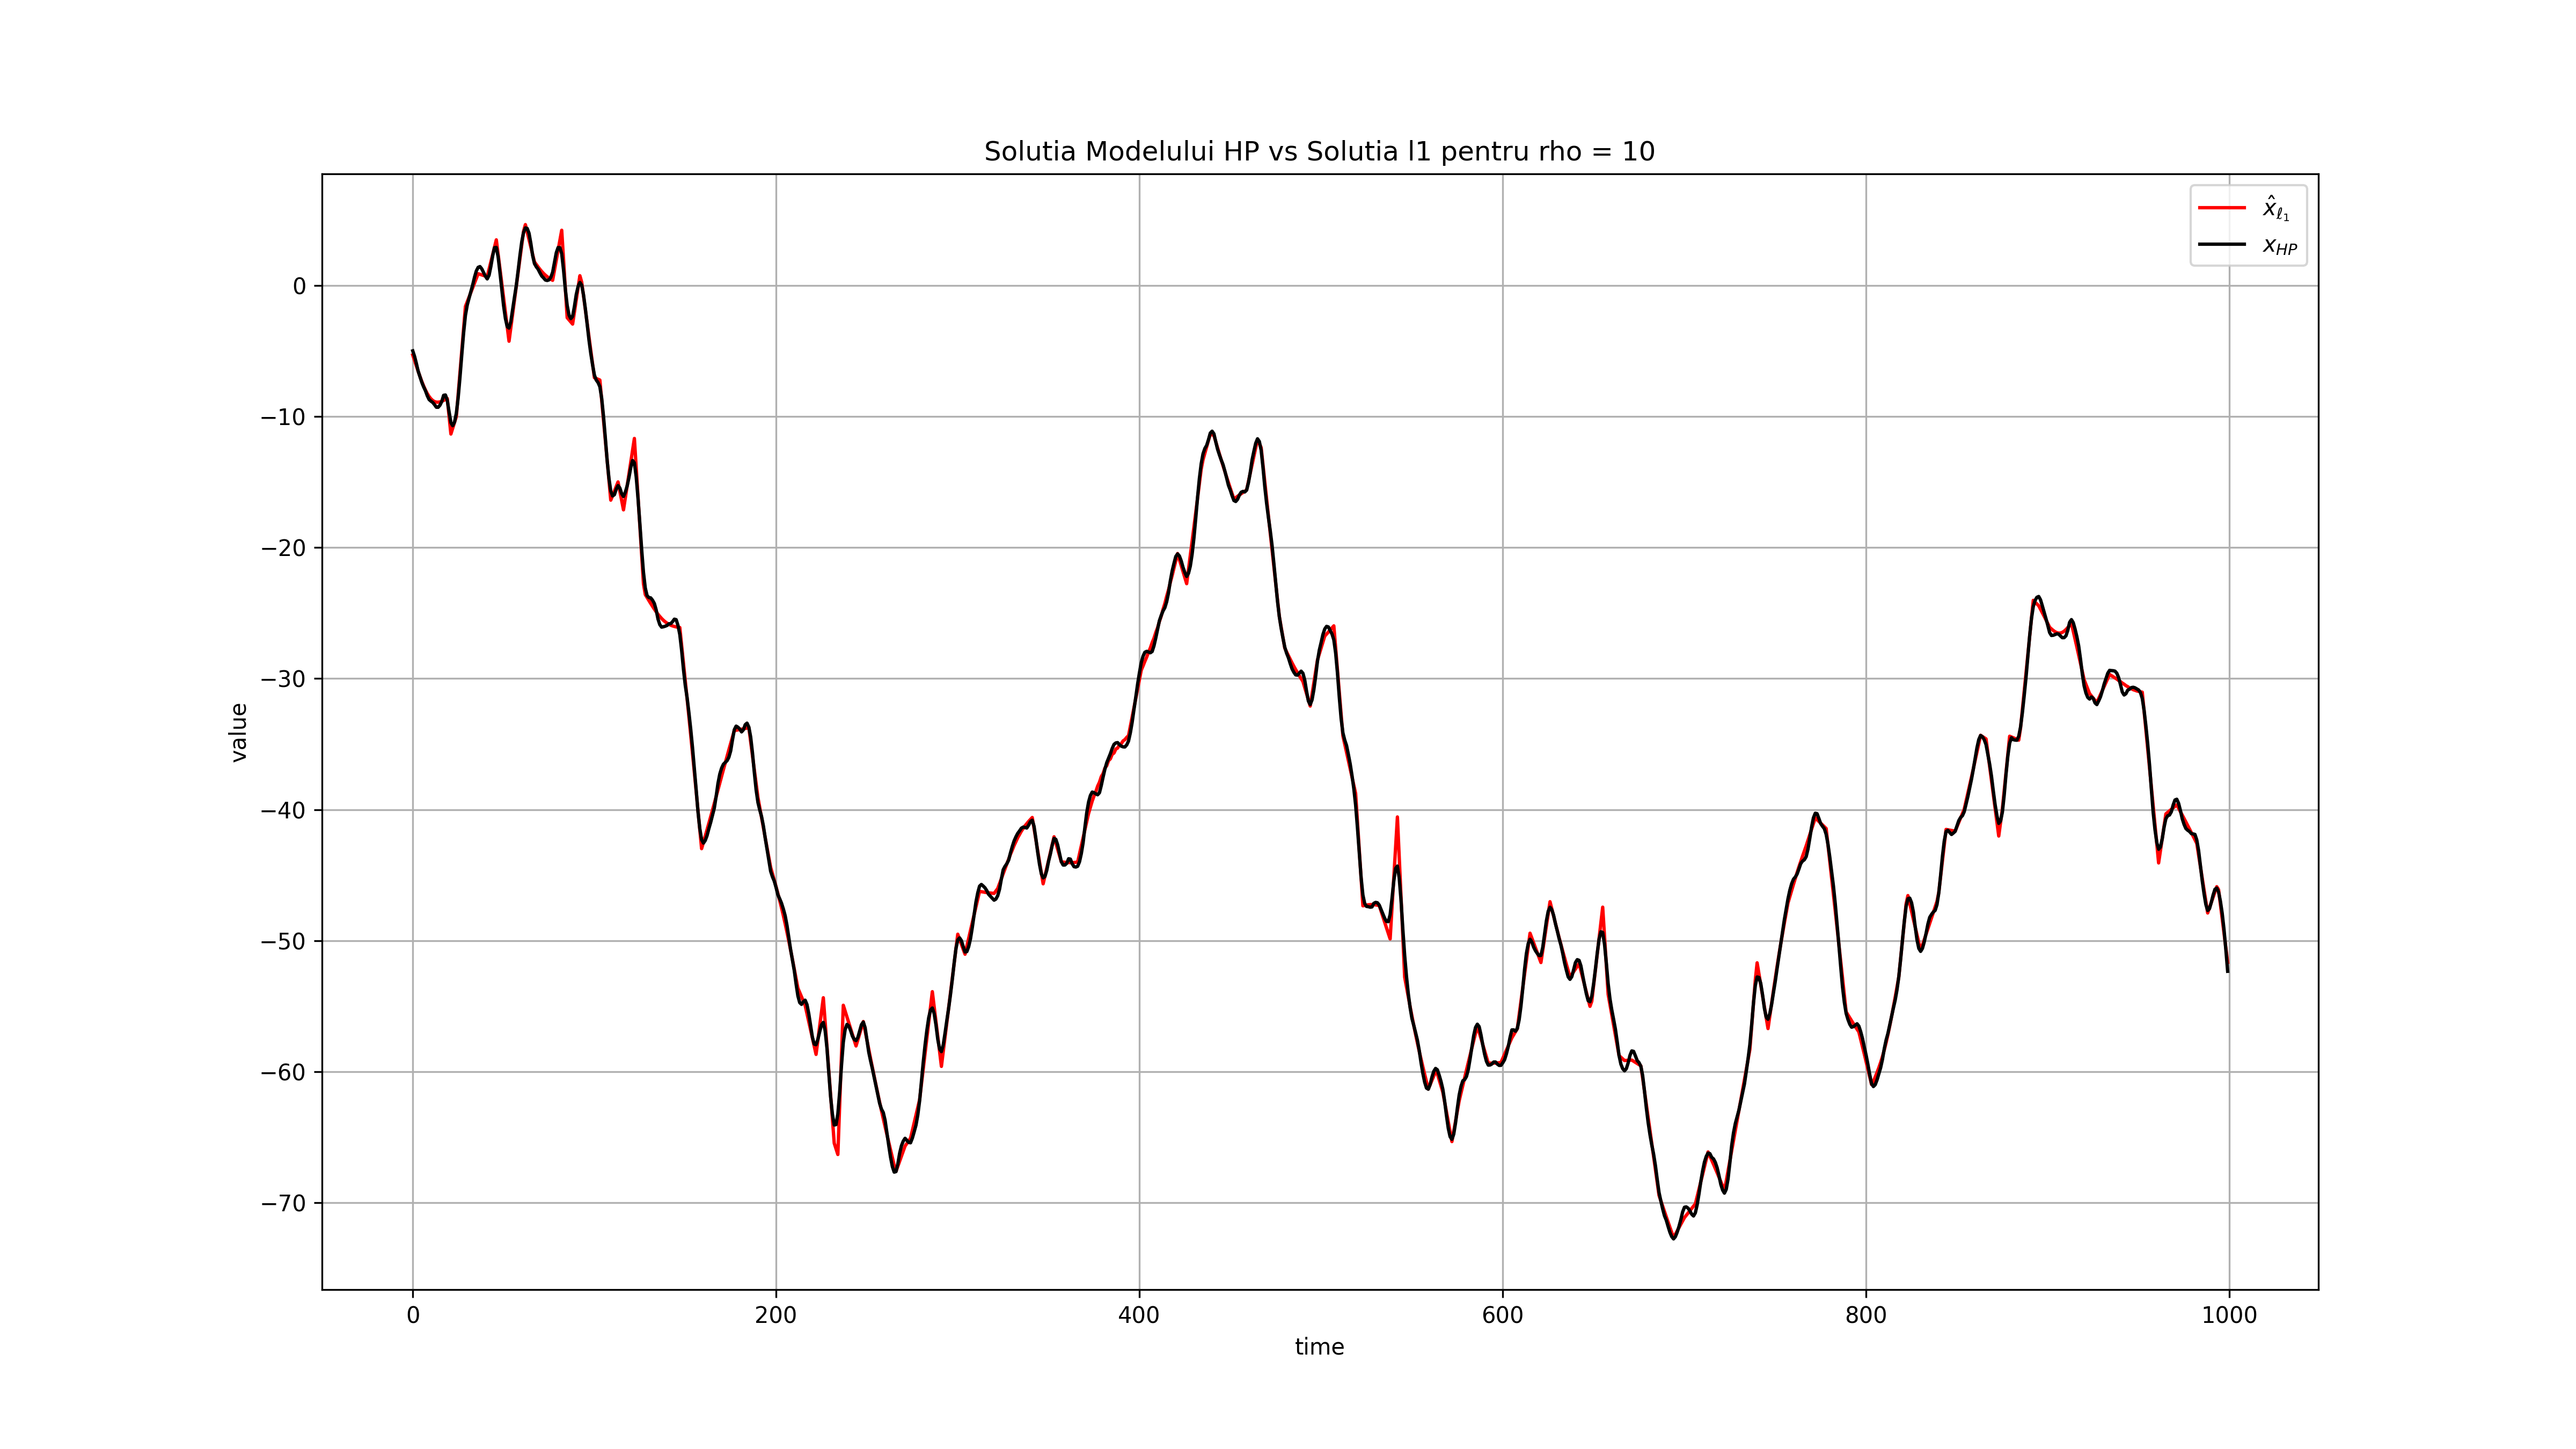 Solutia Modelului HP vs Solutia l1 pentru rho = 10
x̂ℓ₁
x_HP
0
−10
−20
−30
−40
−50
−60
−70
value
0 200 400 600 800 1000
time